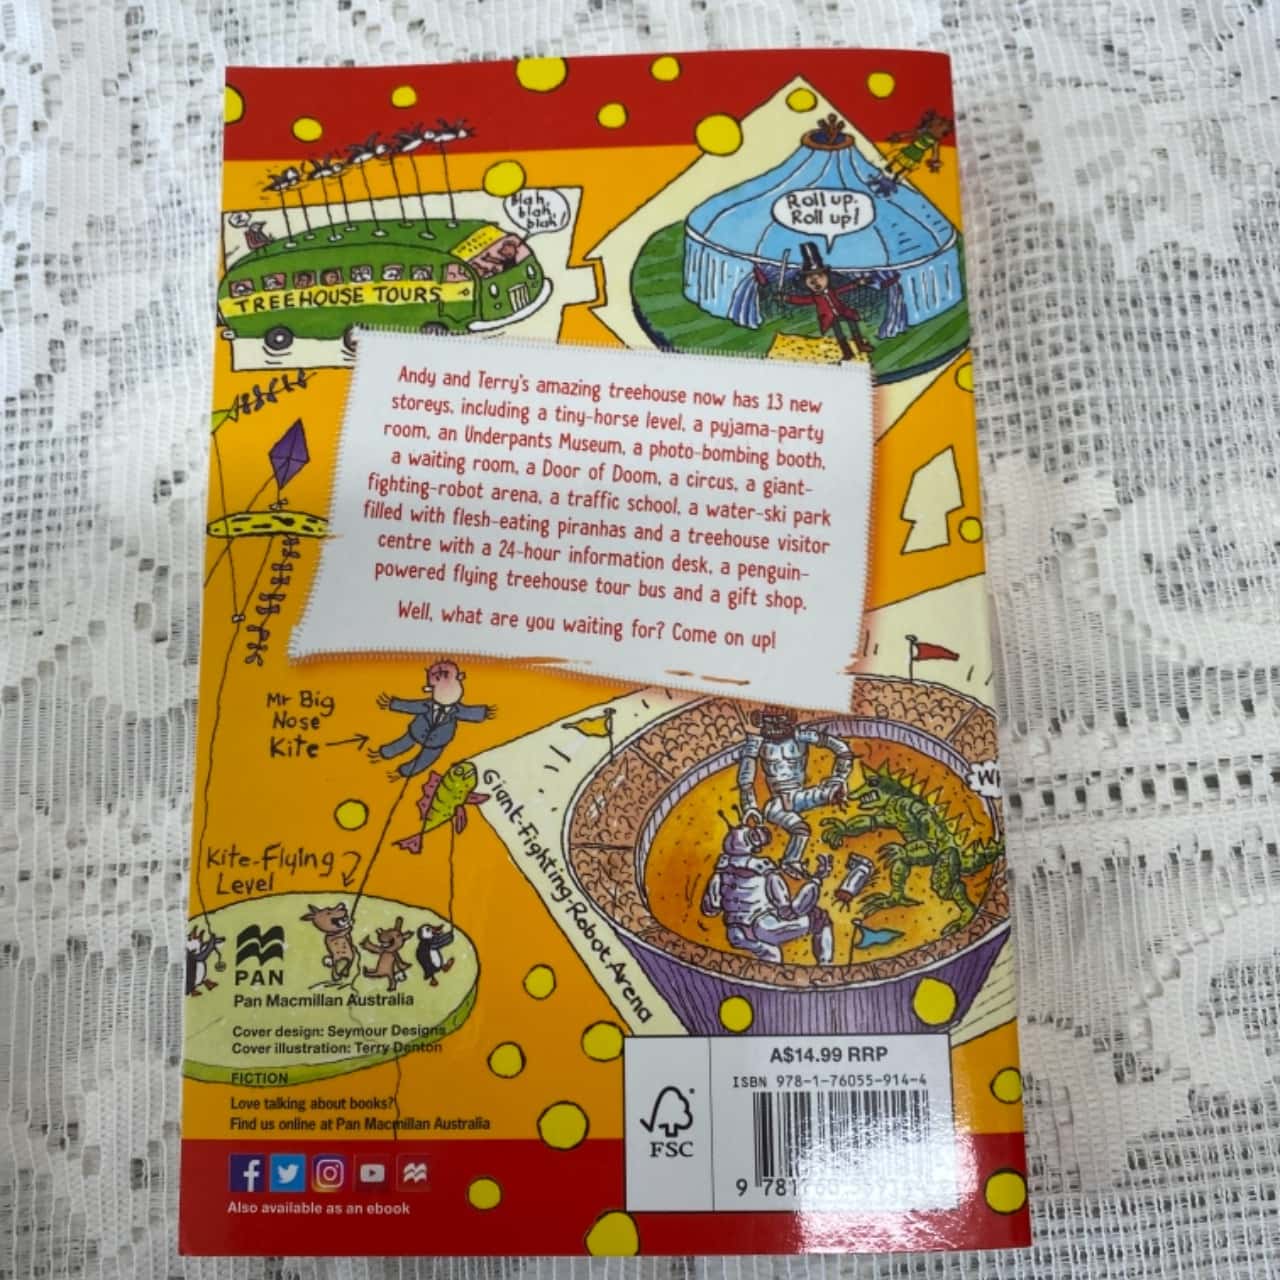 Blah,
blah,
blah!
TREEHOUSE TOURS
Roll up.
Roll up!
Andy and Terry's amazing treehouse now has 13 new
storeys, including a tiny-horse level, a pyjama-party
room, an Underpants Museum, a photo-bombing booth,
a waiting room, a Door of Doom, a circus, a giant-
fighting-robot arena, a traffic school, a water-ski park
filled with flesh-eating piranhas and a treehouse visitor
centre with a 24-hour information desk, a penguin-
powered flying treehouse tour bus and a gift shop.
Well, what are you waiting for? Come on up!
Mr Big
Nose
Kite
Giant-Fighting-Robot Arena
Kite-Flying
Level
PAN
Pan Macmillan Australia
Cover design: Seymour Designs
Cover illustration: Terry Denton
FICTION
Love talking about books?
Find us online at Pan Macmillan Australia
Also available as an ebook
A$14.99 RRP
ISBN 978-1-76055-914-4
FSC